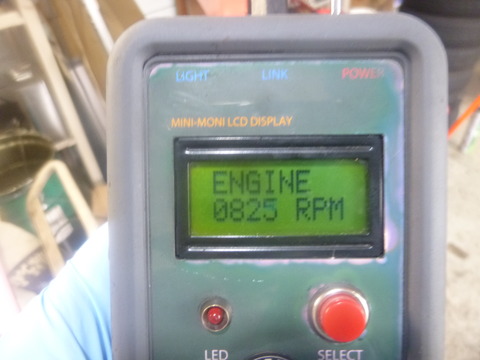 LIGHT LINK POWER
MINI-MONI LCD DISPLAY
ENGINE
0825 RPM
LED SELECT